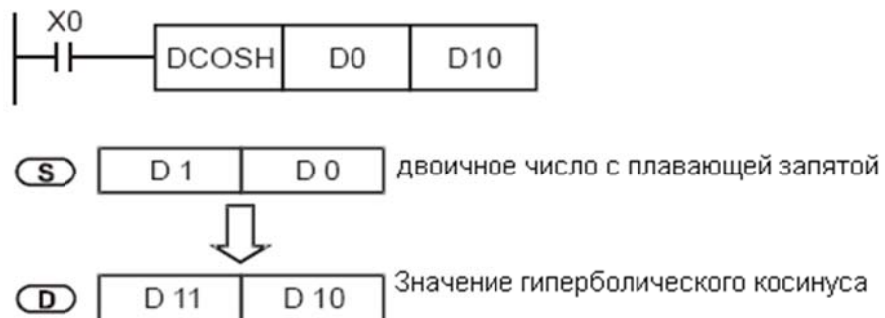 X0
DCOSH D0 D10
S D 1 D 0 двоичное число с плавающей запятой
D D 11 D 10 Значение гиперболического косинуса